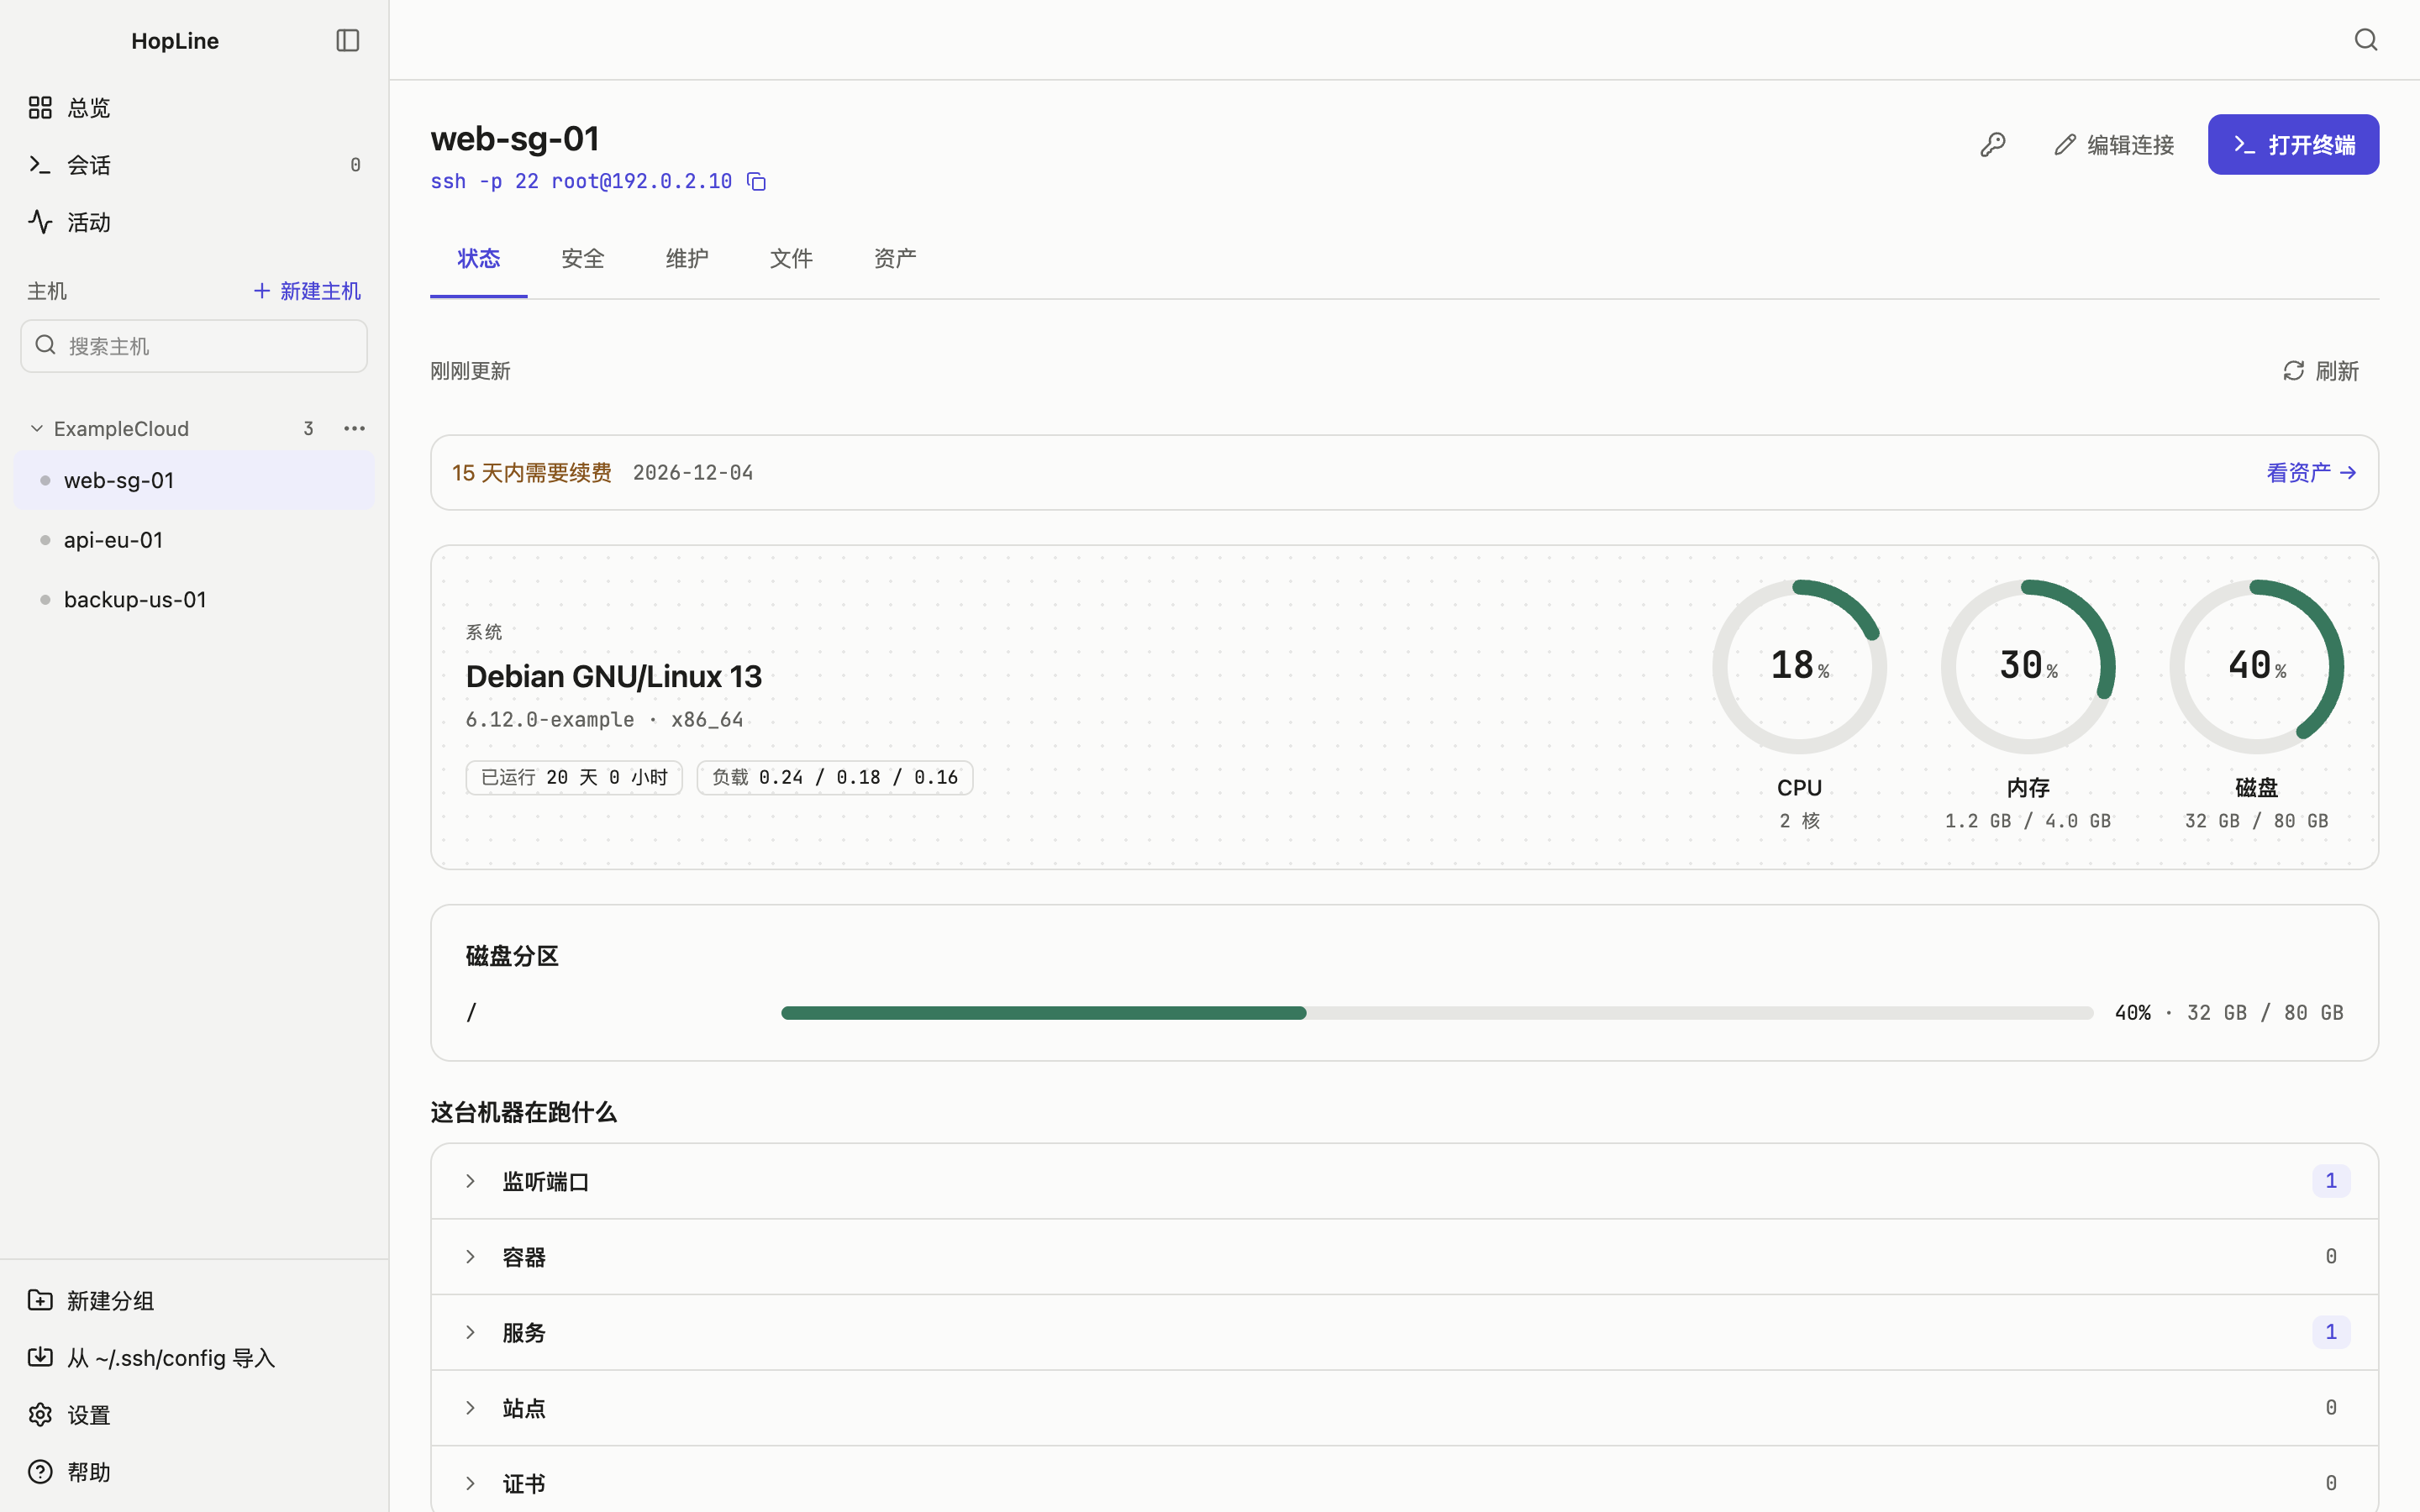 HopLine
总览
会话 0
活动
主机 新建主机
搜索主机
ExampleCloud 3
web-sg-01
api-eu-01
backup-us-01
新建分组
从 ~/.ssh/config 导入
设置
帮助
web-sg-01
ssh -p 22 root@192.0.2.10
编辑连接
打开终端
状态 安全 维护 文件 资产
刚刚更新 刷新
15 天内需要续费 2026-12-04 看资产 →
系统
Debian GNU/Linux 13
6.12.0-example · x86_64
已运行 20 天 0 小时 负载 0.24 / 0.18 / 0.16
18%
CPU
2 核
30%
内存
1.2 GB / 4.0 GB
40%
磁盘
32 GB / 80 GB
磁盘分区
/ 40% · 32 GB / 80 GB
这台机器在跑什么
监听端口 1
容器 0
服务 1
站点 0
证书 0